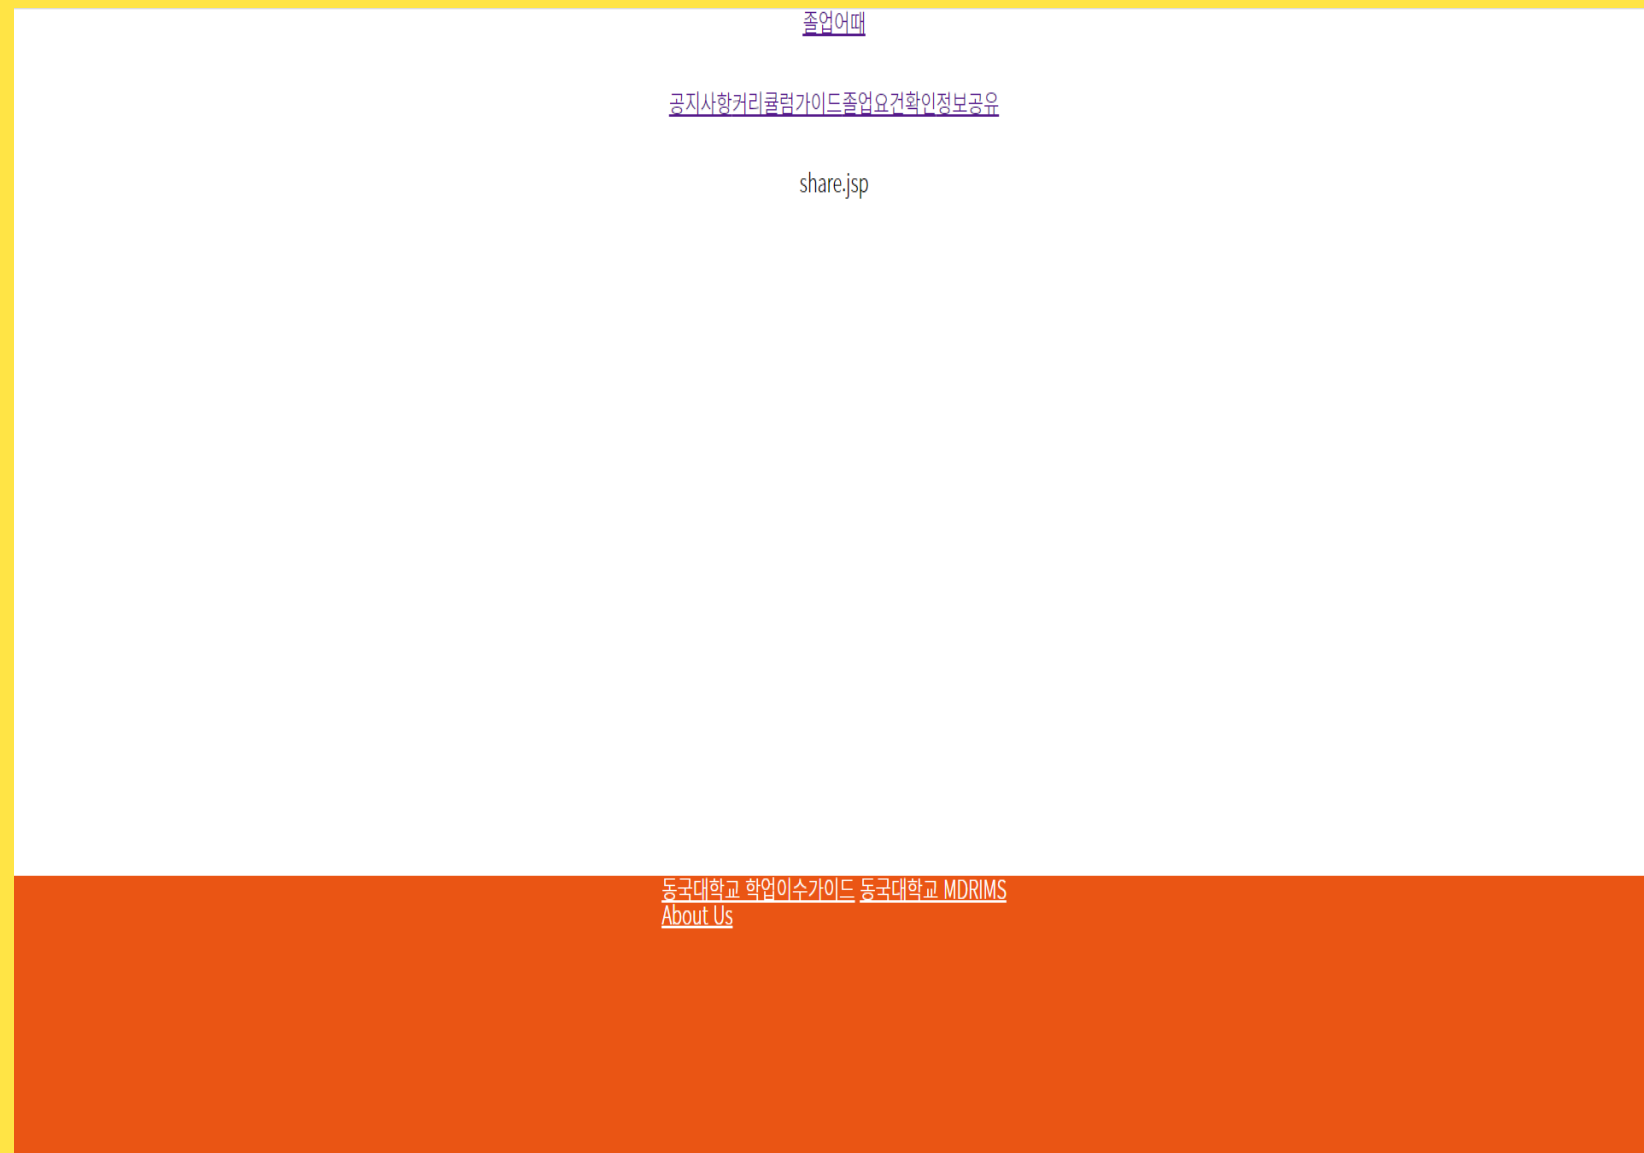 졸업어때
공지사항커리큘럼가이드졸업요건확인정보공유
share.jsp
동국대학교 학업이수가이드 동국대학교 MDRIMS
About Us